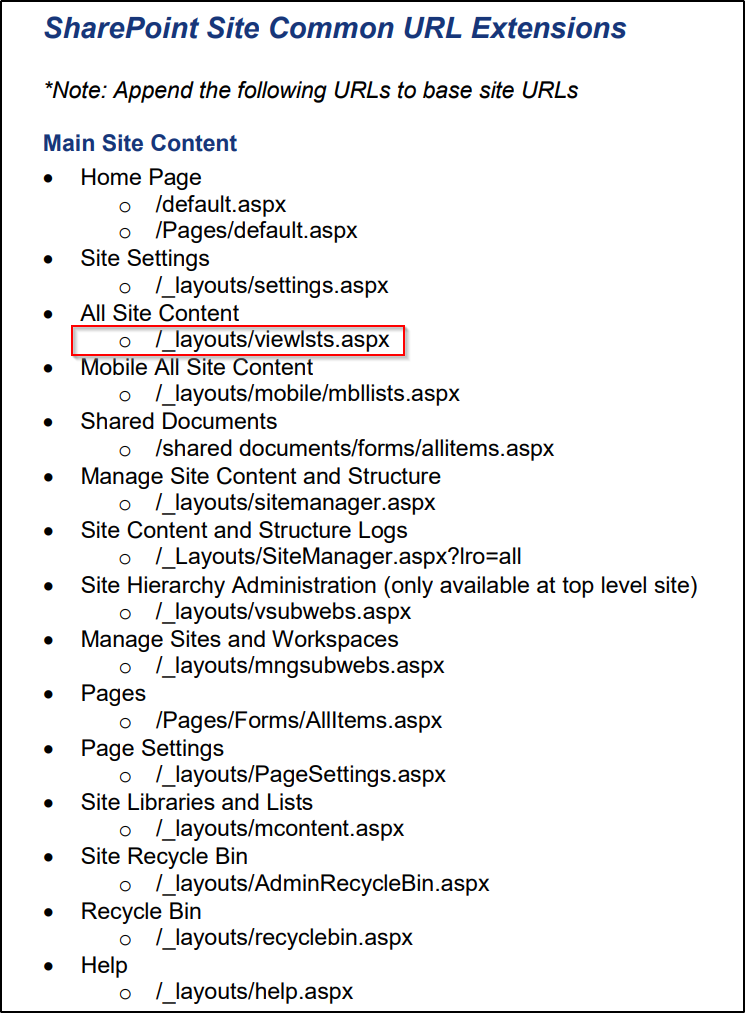 SharePoint Site Common URL Extensions
*Note: Append the following URLs to base site URLs
Main Site Content
• Home Page
o /default.aspx
o /Pages/default.aspx
• Site Settings
o /_layouts/settings.aspx
• All Site Content
o /_layouts/viewlsts.aspx
• Mobile All Site Content
o /_layouts/mobile/mbllists.aspx
• Shared Documents
o /shared documents/forms/allitems.aspx
• Manage Site Content and Structure
o /_layouts/sitemanager.aspx
• Site Content and Structure Logs
o /_Layouts/SiteManager.aspx?lro=all
• Site Hierarchy Administration (only available at top level site)
o /_layouts/vsubwebs.aspx
• Manage Sites and Workspaces
o /_layouts/mngsubwebs.aspx
• Pages
o /Pages/Forms/AllItems.aspx
• Page Settings
o /_layouts/PageSettings.aspx
• Site Libraries and Lists
o /_layouts/mcontent.aspx
• Site Recycle Bin
o /_layouts/AdminRecycleBin.aspx
• Recycle Bin
o /_layouts/recyclebin.aspx
• Help
o /_layouts/help.aspx